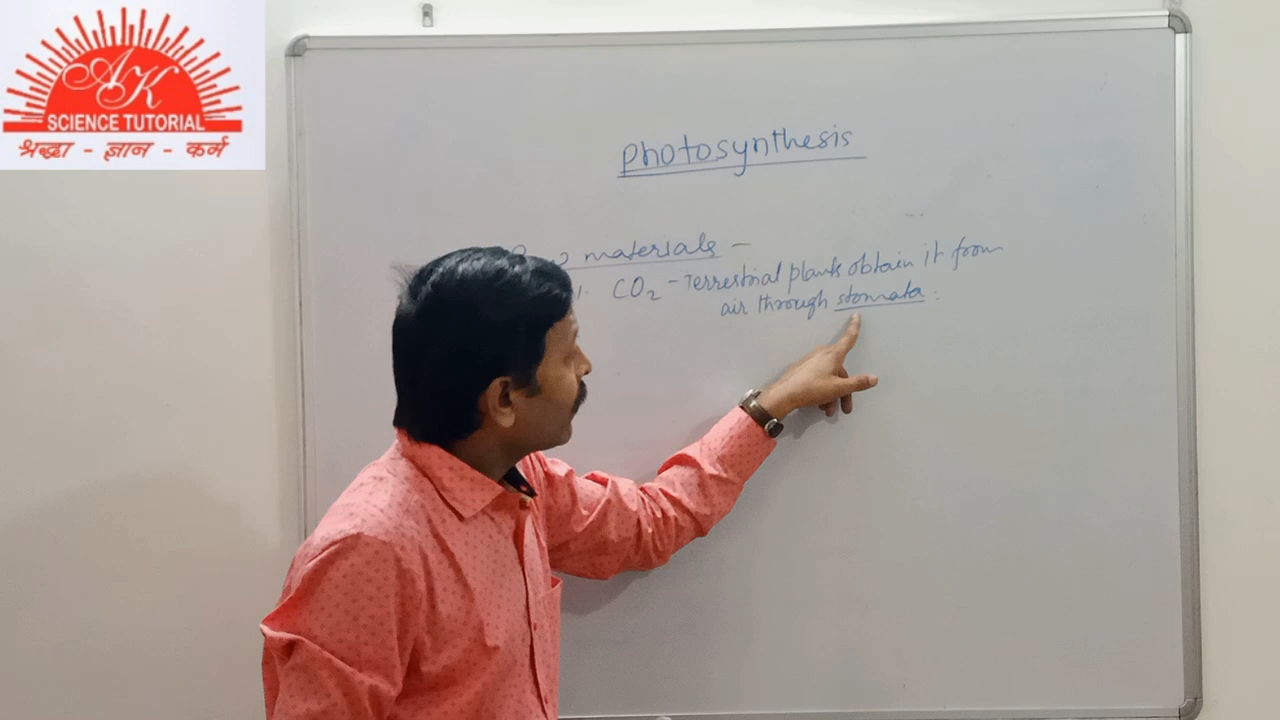 AK
SCIENCE TUTORIAL
श्रद्धा - ज्ञान - कर्म
Photosynthesis
materials -
1. CO2 - Terrestrial plants obtain it from
air through stomata.